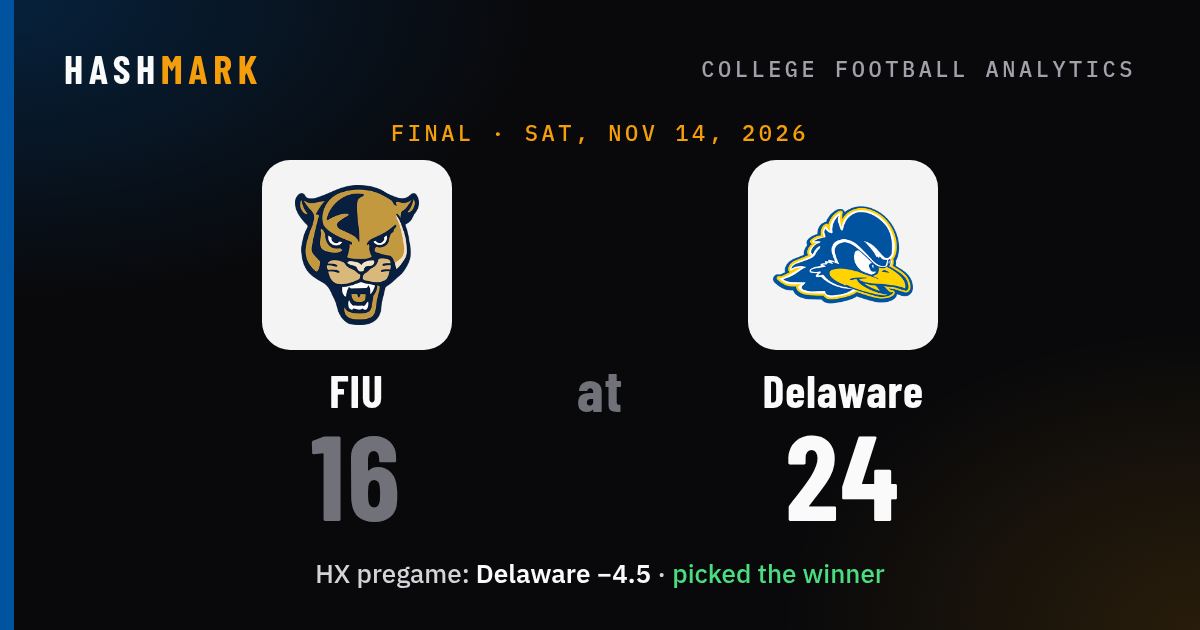 HASHMARK
COLLEGE FOOTBALL ANALYTICS
FINAL · SAT, NOV 14, 2026
FIU at Delaware
16 24
HX pregame: Delaware −4.5 · picked the winner